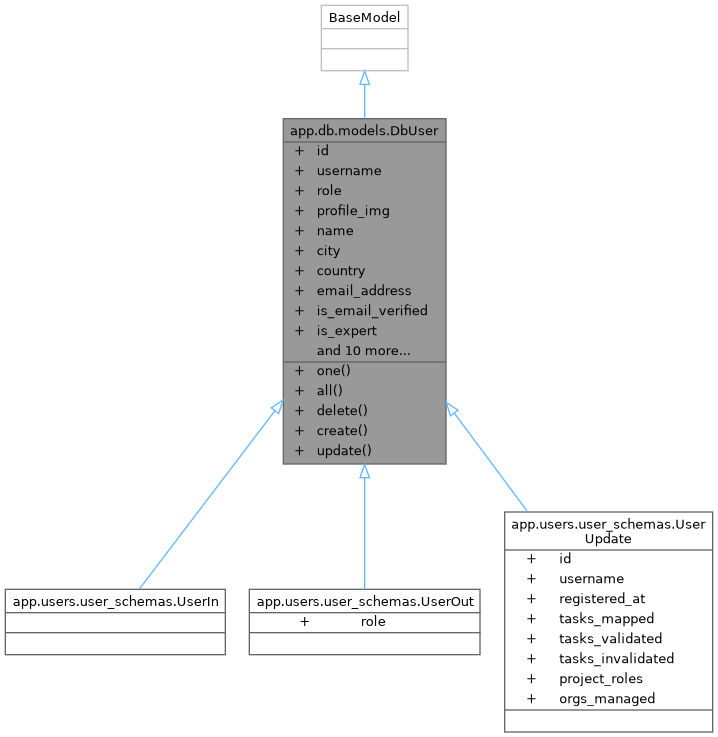 BaseModel
app.db.models.DbUser
+ id
+ username
+ role
+ profile_img
+ name
+ city
+ country
+ email_address
+ is_email_verified
+ is_expert
and 10 more...
+ one()
+ all()
+ delete()
+ create()
+ update()
app.users.user_schemas.UserIn
app.users.user_schemas.UserOut
+ role
app.users.user_schemas.User
Update
+ id
+ username
+ registered_at
+ tasks_mapped
+ tasks_validated
+ tasks_invalidated
+ project_roles
+ orgs_managed